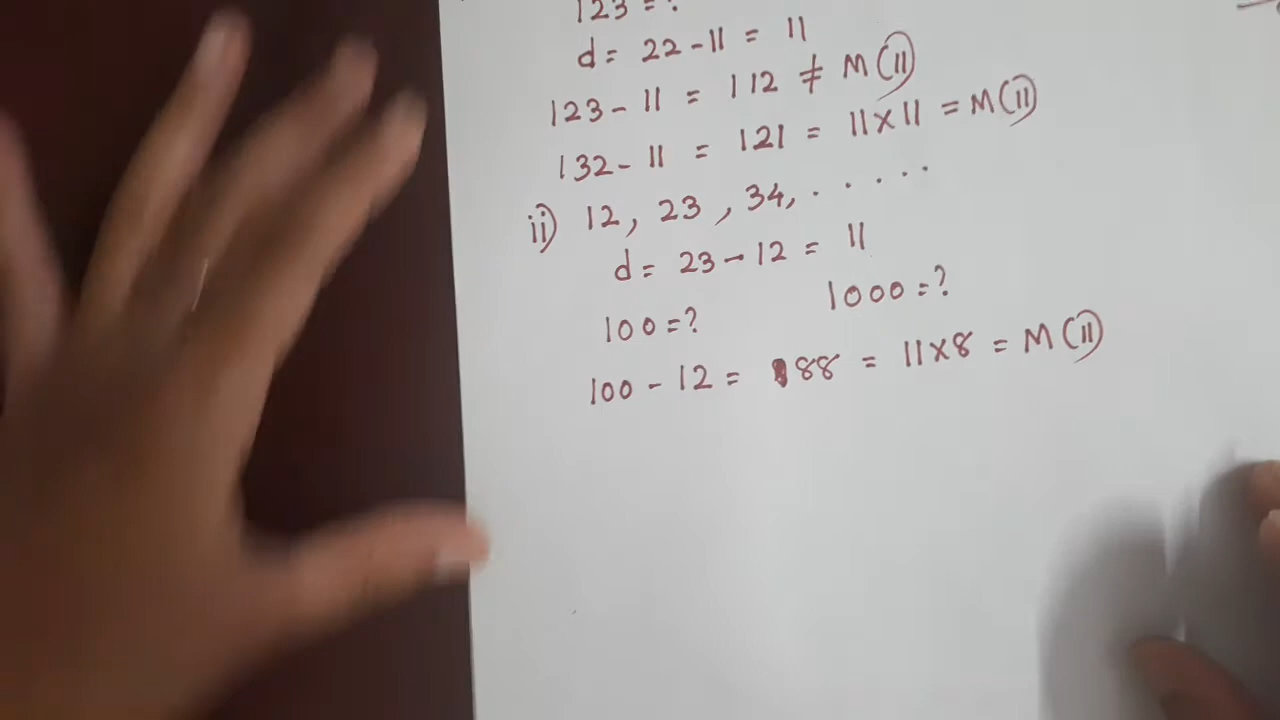 123 = ?
d = 22 - 11 = 11
123 - 11 = 112 ≠ M(11)
132 - 11 = 121 = 11 × 11 = M(11)
ii) 12, 23, 34, . . . . . .
d = 23 - 12 = 11
100 = ? 1000 = ?
100 - 12 = 88 = 11 × 8 = M(11)